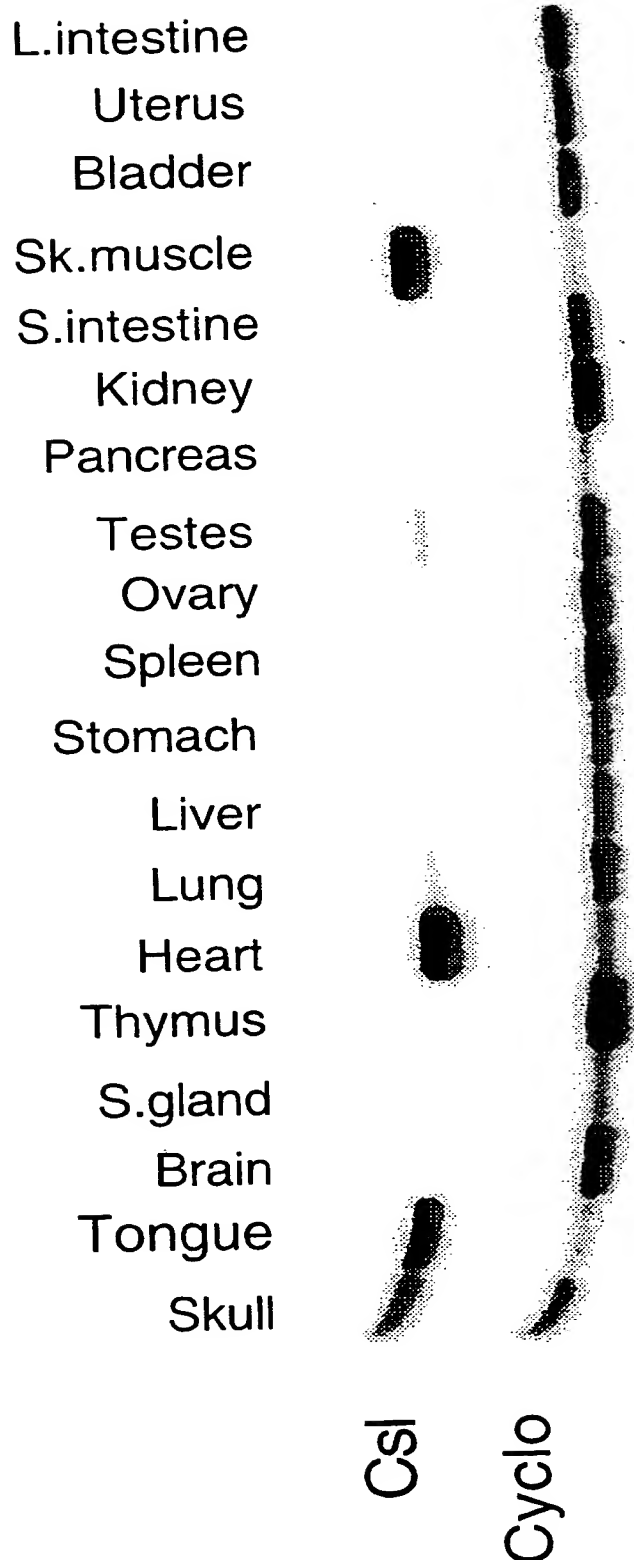 L.intestine
Uterus
Bladder
Sk.muscle
S.intestine
Kidney
Pancreas
Testes
Ovary
Spleen
Stomach
Liver
Lung
Heart
Thymus
S.gland
Brain
Tongue
Skull
Csl
Cyclo